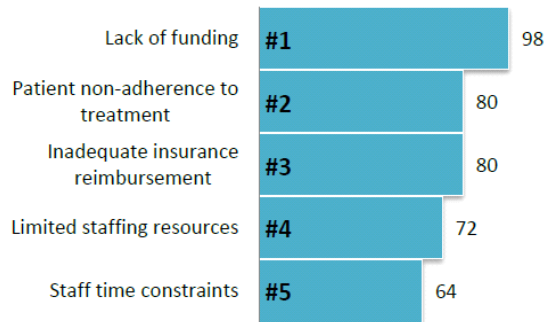 Lack of funding #1 98
Patient non-adherence to
treatment #2 80
Inadequate insurance
reimbursement #3 80
Limited staffing resources #4 72
Staff time constraints #5 64